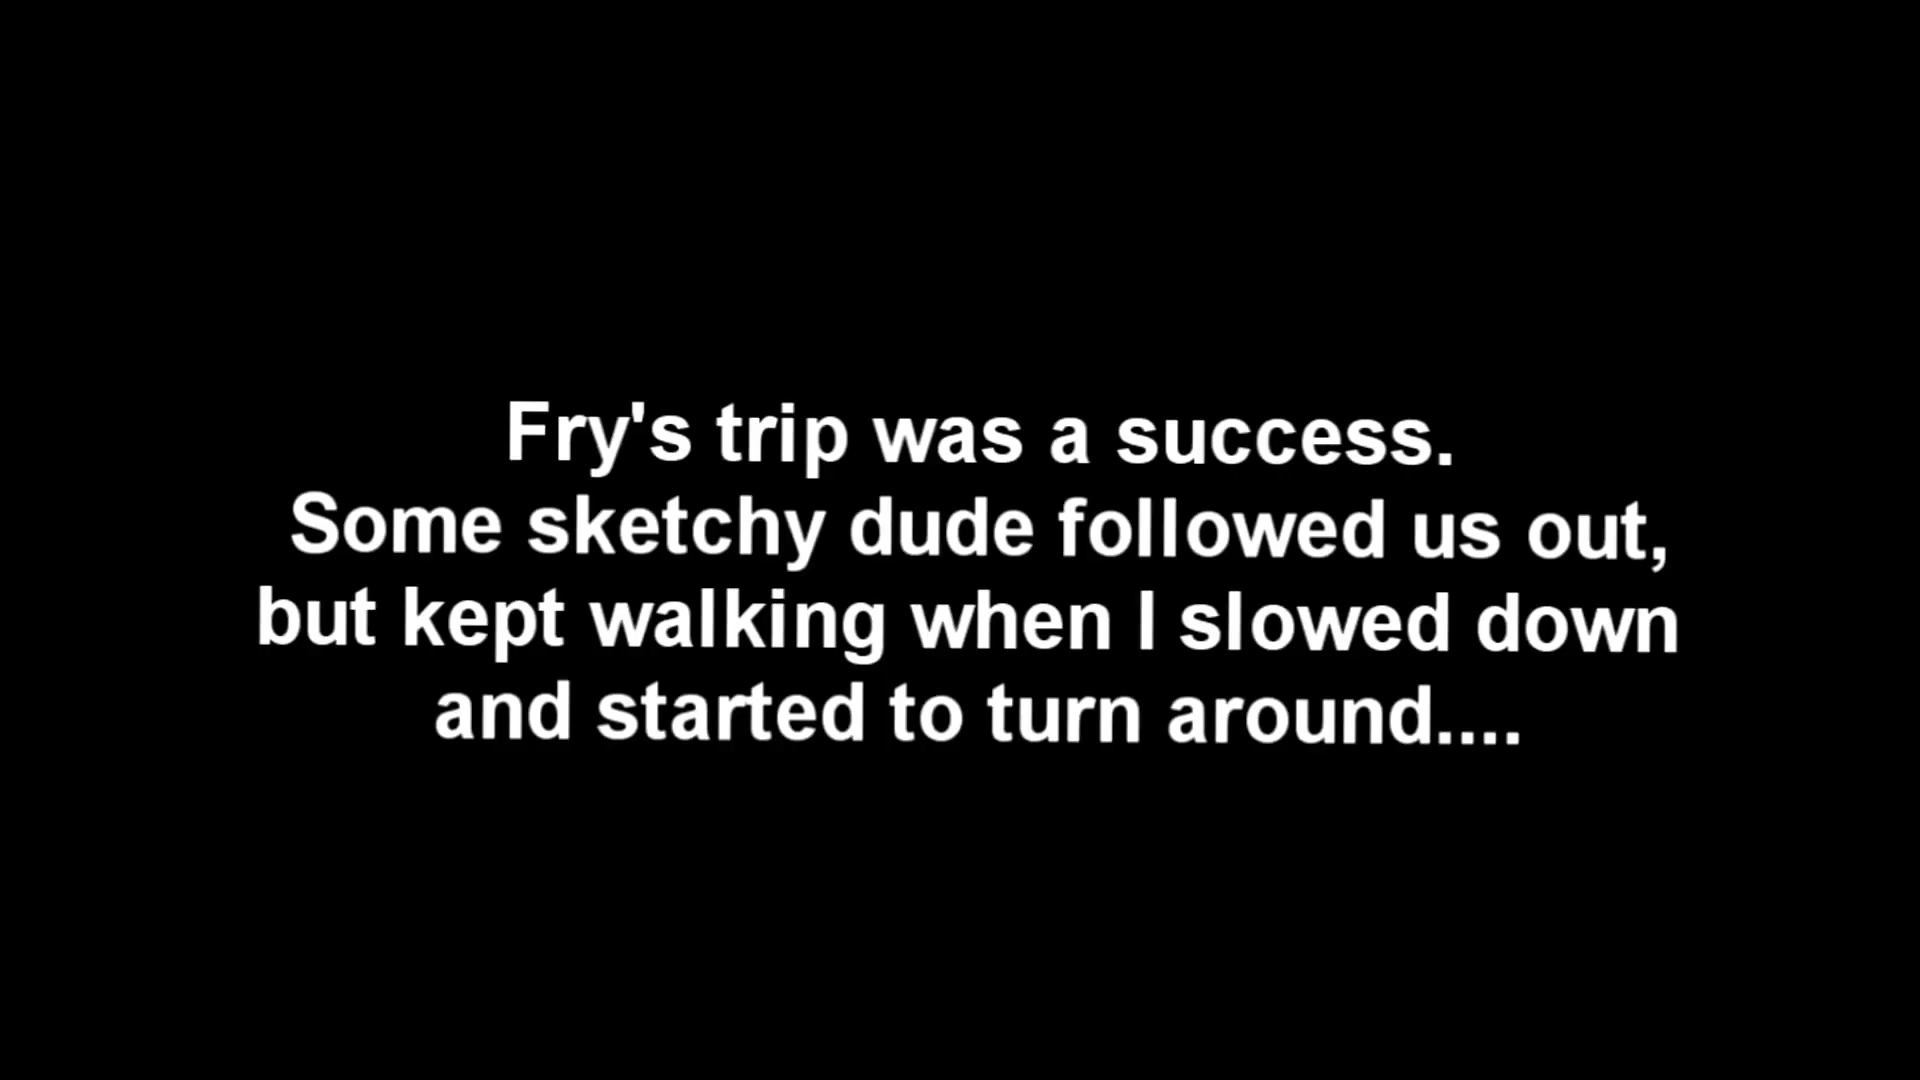 Fry's trip was a success.
Some sketchy dude followed us out,
but kept walking when I slowed down
and started to turn around....